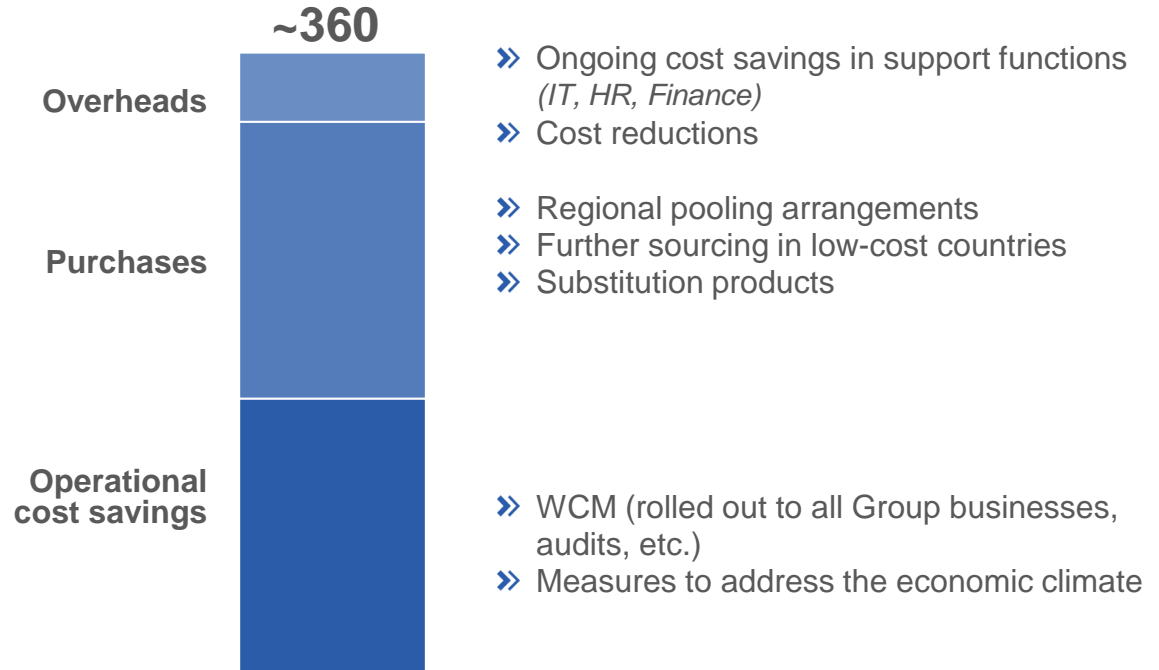 ~360
Overheads
» Ongoing cost savings in support functions
(IT, HR, Finance)
» Cost reductions
Purchases
» Regional pooling arrangements
» Further sourcing in low-cost countries
» Substitution products
Operational
cost savings
» WCM (rolled out to all Group businesses,
audits, etc.)
» Measures to address the economic climate